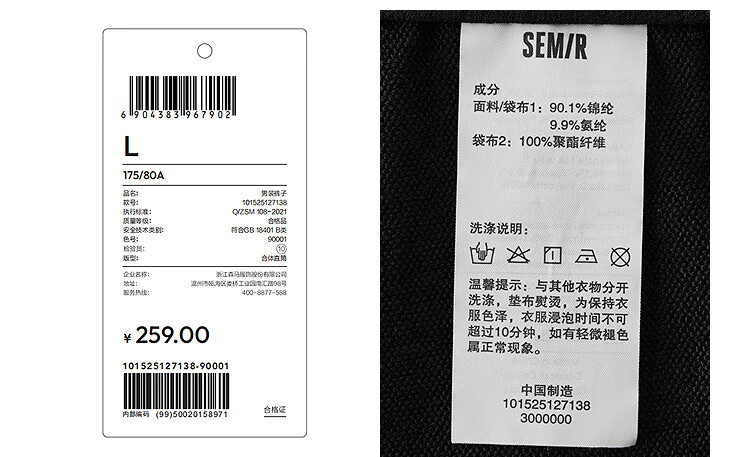 6 904383 967902
L
175/80A
品名: 男装裤子
款号: 101525127138
执行标准: Q/ZSM 108-2021
质量等级: 合格品
安全技术类别: 符合GB 18401 B类
色号: 90001
检验员: 10
版型: 合体直筒
企业名称: 浙江森马服饰股份有限公司
地址: 温州市瓯海区娄桥工业园南汇路98号
服务热线: 400-8877-588
¥ 259.00
101525127138-90001
内部编码 (99)50020158971
合格证
SEMIR
成分
面料/袋布1: 90.1%锦纶
9.9%氨纶
袋布2: 100%聚酯纤维
洗涤说明:
温馨提示: 与其他衣物分开
洗涤, 垫布熨烫, 为保持衣
服色泽, 衣服浸泡时间不可
超过10分钟, 如有轻微褪色
属正常现象。
中国制造
101525127138
3000000